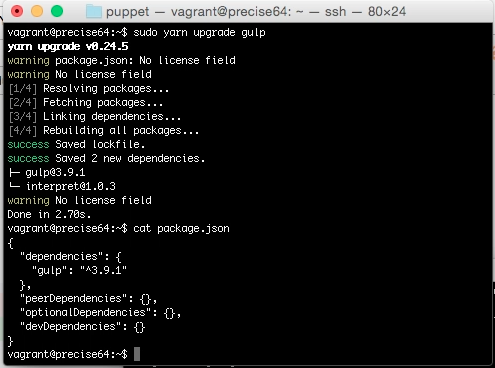 puppet — vagrant@precise64: ~ — ssh — 80×24
vagrant@precise64:~$ sudo yarn upgrade gulp
yarn upgrade v0.24.5
warning package.json: No license field
warning No license field
[1/4] Resolving packages...
[2/4] Fetching packages...
[3/4] Linking dependencies...
[4/4] Rebuilding all packages...
success Saved lockfile.
success Saved 2 new dependencies.
├─ gulp@3.9.1
└─ interpret@1.0.3
warning No license field
Done in 2.70s.
vagrant@precise64:~$ cat package.json
{
  "dependencies": {
    "gulp": "^3.9.1"
  },
  "peerDependencies": {},
  "optionalDependencies": {},
  "devDependencies": {}
}
vagrant@precise64:~$